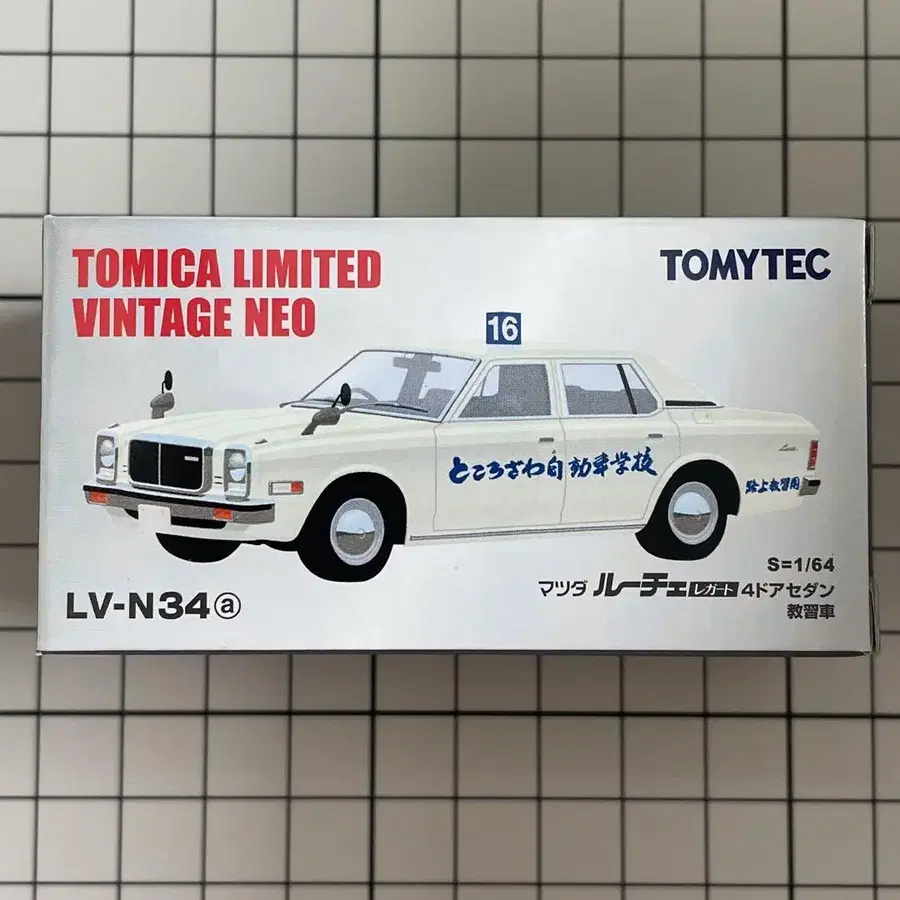 TOMICA LIMITED
VINTAGE NEO
TOMYTEC
16
ところざわ自動車学校
路上教習用
LV-N34ⓐ
S=1/64
マツダ ルーチェ レガート 4ドアセダン
教習車